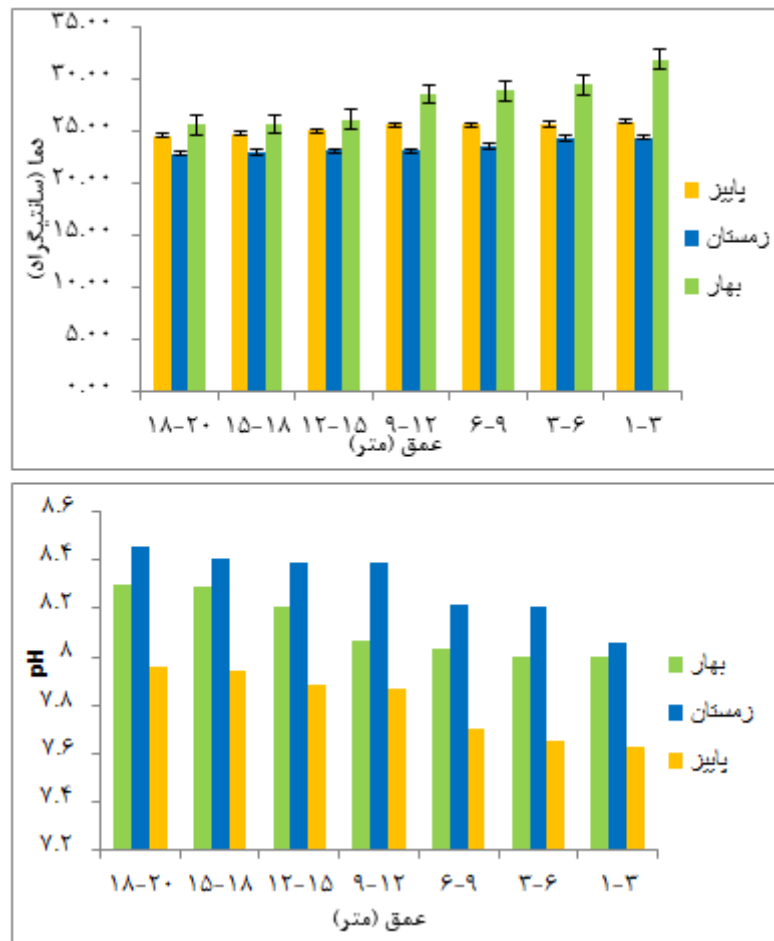 ۳۵.۰۰
۳۰.۰۰
۲۵.۰۰
۲۰.۰۰
۱۵.۰۰
۱۰.۰۰
۵.۰۰
.۰۰
دما (سانتیگراد)
۱۸-۲۰ ۱۵-۱۸ ۱۲-۱۵ ۹-۱۲ ۶-۹ ۳-۶ ۱-۳
عمق (متر)
پاییز
زمستان
بهار
۸.۶
۸.۴
۸.۲
۸
۷.۸
۷.۶
۷.۴
۷.۲
pH
۱۸-۲۰ ۱۵-۱۸ ۱۲-۱۵ ۹-۱۲ ۶-۹ ۳-۶ ۱-۳
عمق (متر)
بهار
زمستان
پاییز